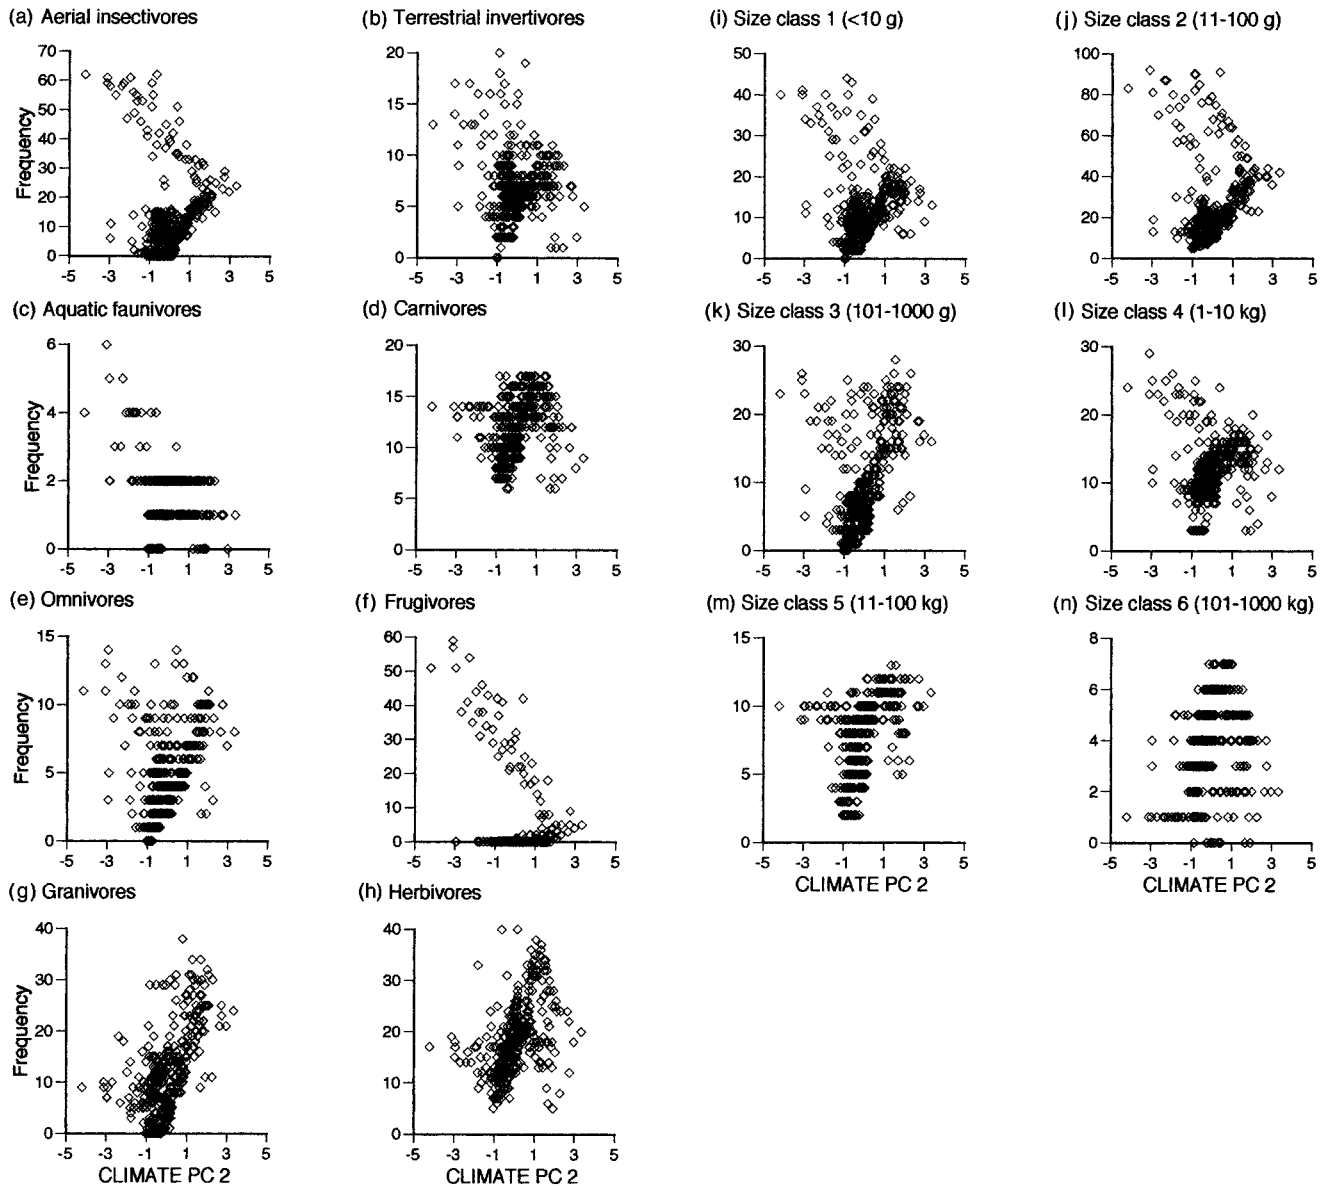 (a) Aerial insectivores
(b) Terrestrial invertivores
(i) Size class 1 (<10 g)
(j) Size class 2 (11-100 g)
Frequency
70
60
50
40
30
20
10
0
-5 -3 -1 1 3 5
20
15
10
5
0
-5 -3 -1 1 3 5
50
40
30
20
10
0
-5 -3 -1 1 3 5
100
80
60
40
20
0
-5 -3 -1 1 3 5
(c) Aquatic faunivores
(d) Carnivores
(k) Size class 3 (101-1000 g)
(l) Size class 4 (1-10 kg)
Frequency
6
4
2
0
-5 -3 -1 1 3 5
20
15
10
5
0
-5 -3 -1 1 3 5
30
20
10
0
-5 -3 -1 1 3 5
30
20
10
0
-5 -3 -1 1 3 5
(e) Omnivores
(f) Frugivores
(m) Size class 5 (11-100 kg)
(n) Size class 6 (101-1000 kg)
Frequency
15
10
5
0
-5 -3 -1 1 3 5
60
50
40
30
20
10
0
-5 -3 -1 1 3 5
15
10
5
0
-5 -3 -1 1 3 5
CLIMATE PC 2
8
6
4
2
0
-5 -3 -1 1 3 5
CLIMATE PC 2
(g) Granivores
(h) Herbivores
Frequency
40
30
20
10
0
-5 -3 -1 1 3 5
CLIMATE PC 2
40
30
20
10
0
-5 -3 -1 1 3 5
CLIMATE PC 2